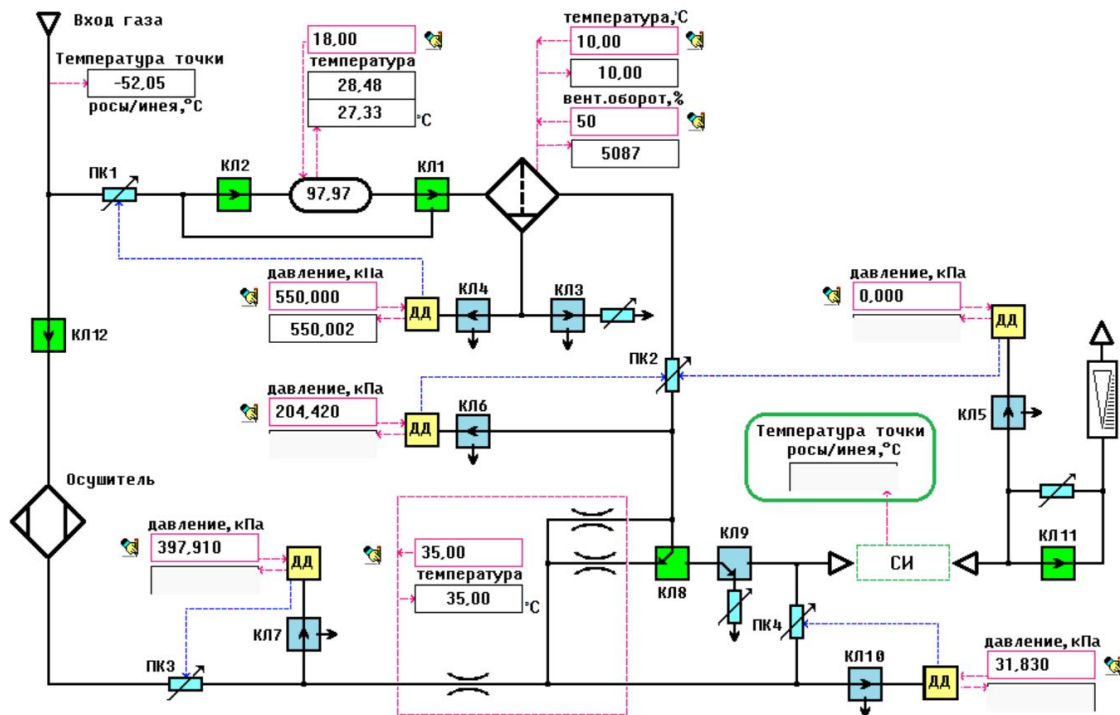 Вход газа
Температура точки
-52,05
росы/инея,°С
18,00
температура
28,48
27,33
°С
температура,°С
10,00
10,00
вент.оборот,%
50
5087
ПК1
КЛ2
97,97
КЛ1
давление,кПа
550,000
550,002
ДД
КЛ4
КЛ3
давление,кПа
0,000
ДД
КЛ12
ПК2
давление,кПа
204,420
ДД
КЛ6
КЛ5
Температура точки
росы/инея,°С
Осушитель
давление,кПа
397,910
ДД
35,00
температура
35,00
°С
КЛ9
КЛ11
СИ
КЛ8
КЛ7
ПК4
ПК3
КЛ10
ДД
давление,кПа
31,830